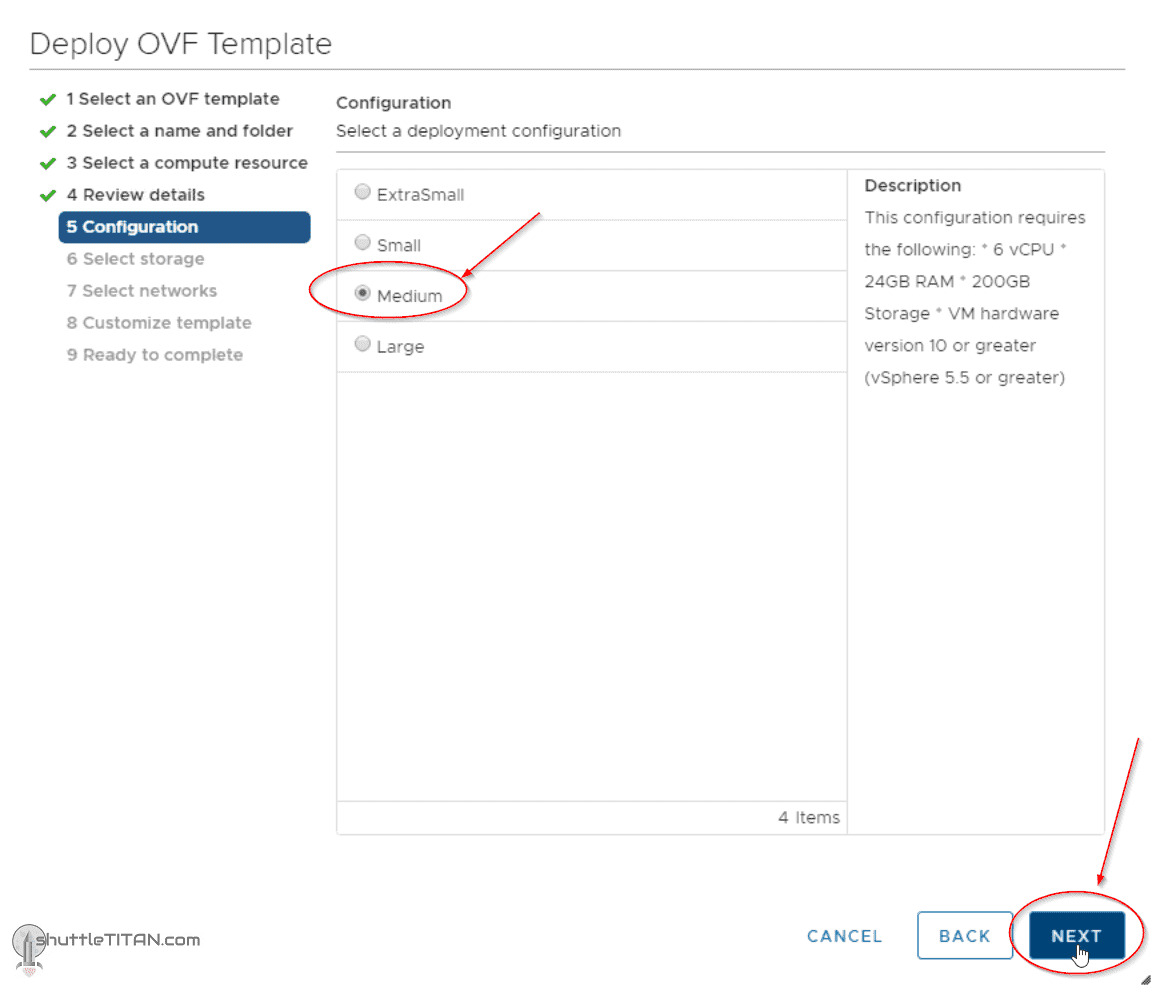 Deploy OVF Template
1 Select an OVF template
2 Select a name and folder
3 Select a compute resource
4 Review details
5 Configuration
6 Select storage
7 Select networks
8 Customize template
9 Ready to complete
Configuration
Select a deployment configuration
ExtraSmall
Small
Medium
Large
4 Items
Description
This configuration requires
the following: * 6 vCPU *
24GB RAM * 200GB
Storage * VM hardware
version 10 or greater
(vSphere 5.5 or greater)
CANCEL
BACK
NEXT
shuttleTITAN.com